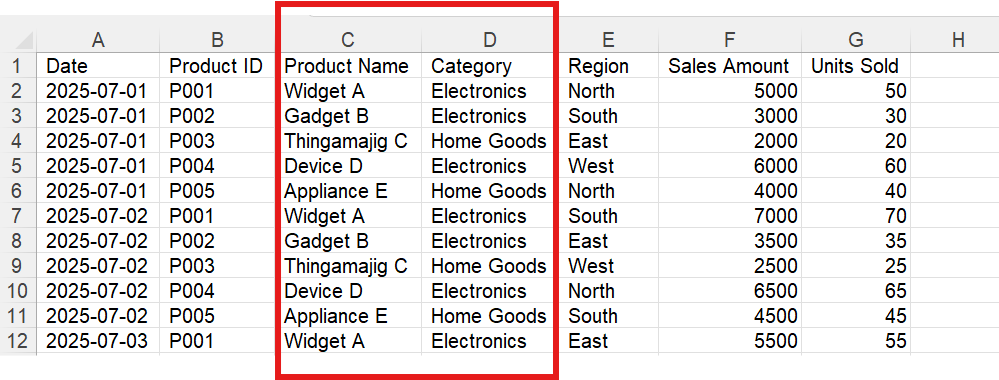 A B C D E F G H
1 Date Product ID Product Name Category Region Sales Amount Units Sold
2 2025-07-01 P001 Widget A Electronics North 5000 50
3 2025-07-01 P002 Gadget B Electronics South 3000 30
4 2025-07-01 P003 Thingamajig C Home Goods East 2000 20
5 2025-07-01 P004 Device D Electronics West 6000 60
6 2025-07-01 P005 Appliance E Home Goods North 4000 40
7 2025-07-02 P001 Widget A Electronics South 7000 70
8 2025-07-02 P002 Gadget B Electronics East 3500 35
9 2025-07-02 P003 Thingamajig C Home Goods West 2500 25
10 2025-07-02 P004 Device D Electronics North 6500 65
11 2025-07-02 P005 Appliance E Home Goods South 4500 45
12 2025-07-03 P001 Widget A Electronics East 5500 55